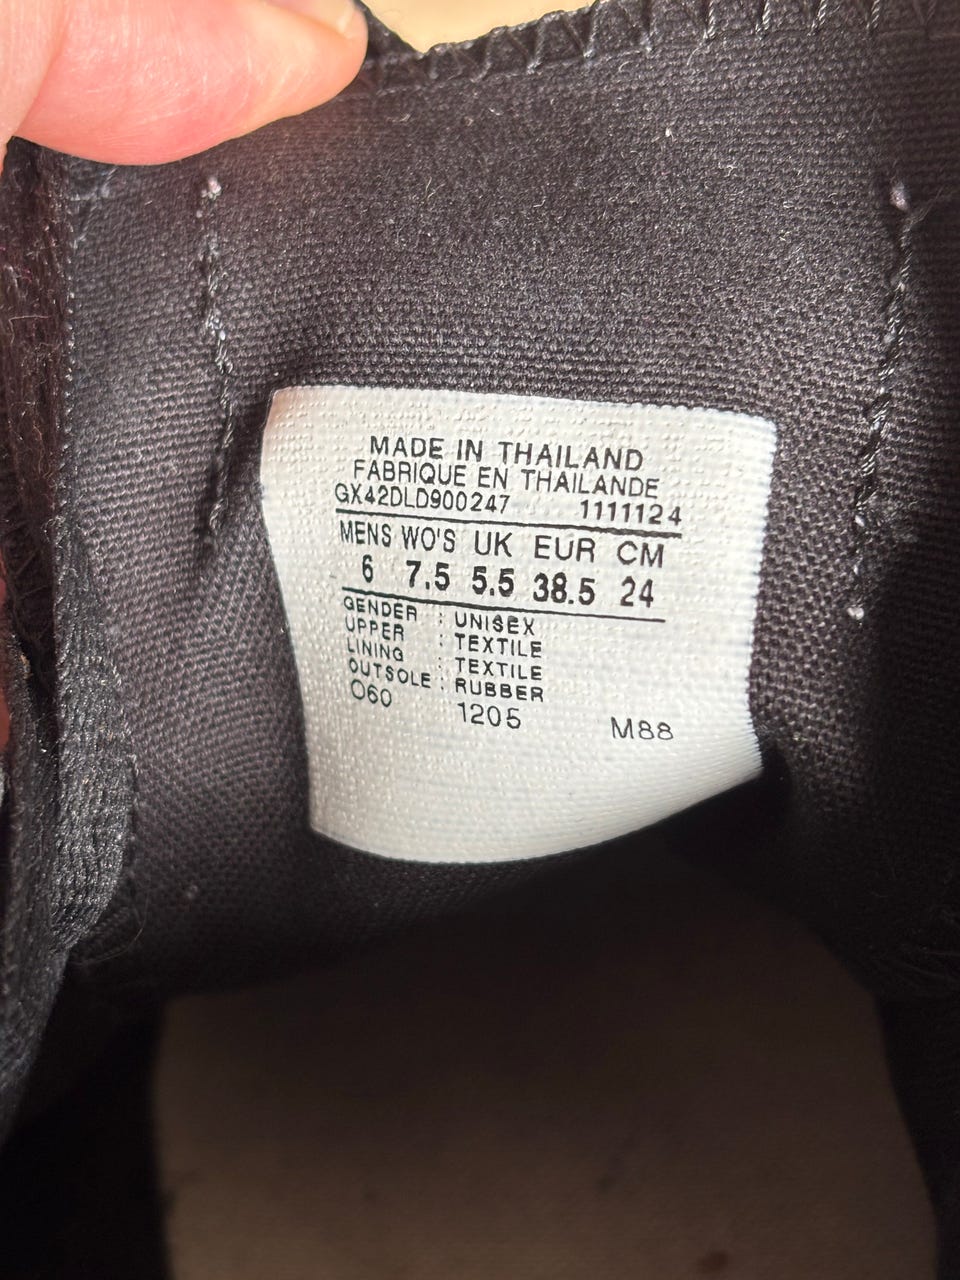 MADE IN THAILAND
FABRIQUE EN THAILANDE
GX42DLD900247 1111124
MENS WO'S UK EUR CM
6 7.5 5.5 38.5 24
GENDER : UNISEX
UPPER : TEXTILE
LINING : TEXTILE
OUTSOLE : RUBBER
O60 1205 M88